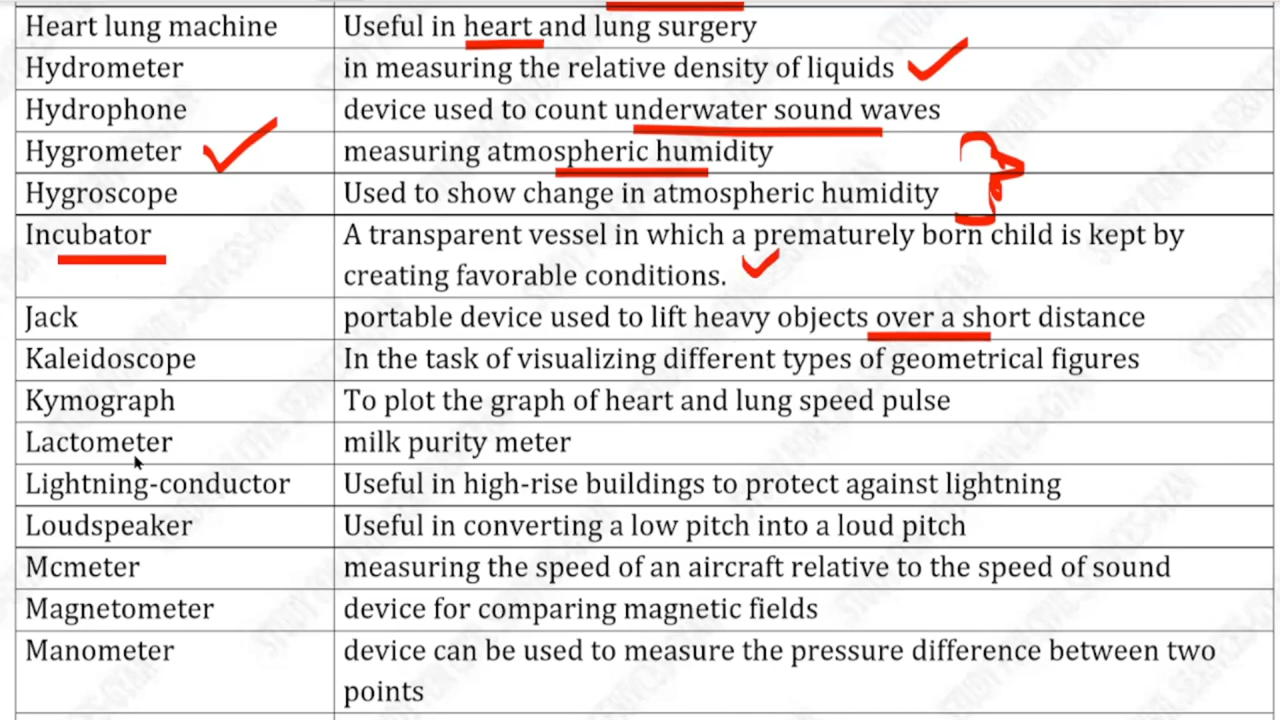 Heart lung machine Useful in heart and lung surgery
Hydrometer in measuring the relative density of liquids
Hydrophone device used to count underwater sound waves
Hygrometer measuring atmospheric humidity
Hygroscope Used to show change in atmospheric humidity
Incubator A transparent vessel in which a prematurely born child is kept by
creating favorable conditions.
Jack portable device used to lift heavy objects over a short distance
Kaleidoscope In the task of visualizing different types of geometrical figures
Kymograph To plot the graph of heart and lung speed pulse
Lactometer milk purity meter
Lightning-conductor Useful in high-rise buildings to protect against lightning
Loudspeaker Useful in converting a low pitch into a loud pitch
Mcmeter measuring the speed of an aircraft relative to the speed of sound
Magnetometer device for comparing magnetic fields
Manometer device can be used to measure the pressure difference between two
points